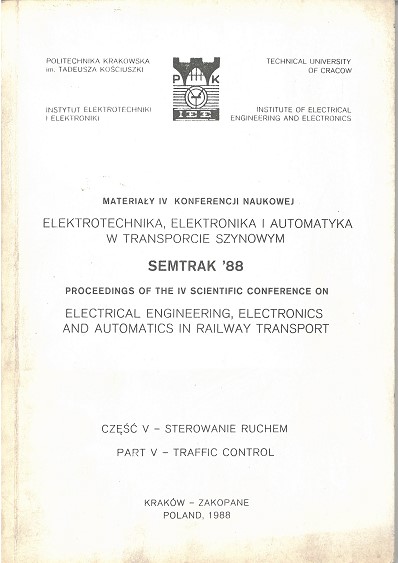 POLITECHNIKA KRAKOWSKA
im. TADEUSZA KOŚCIUSZKI
INSTYTUT ELEKTROTECHNIKI
I ELEKTRONIKI
P K
IEE
TECHNICAL UNIVERSITY
OF CRACOW
INSTITUTE OF ELECTRICAL
ENGINEERING AND ELECTRONICS
MATERIAŁY IV KONFERENCJI NAUKOWEJ
ELEKTROTECHNIKA, ELEKTRONIKA I AUTOMATYKA
W TRANSPORCIE SZYNOWYM
SEMTRAK '88
PROCEEDINGS OF THE IV SCIENTIFIC CONFERENCE ON
ELECTRICAL ENGINEERING, ELECTRONICS
AND AUTOMATICS IN RAILWAY TRANSPORT
CZĘŚĆ V – STEROWANIE RUCHEM
PART V – TRAFFIC CONTROL
KRAKÓW – ZAKOPANE
POLAND, 1988